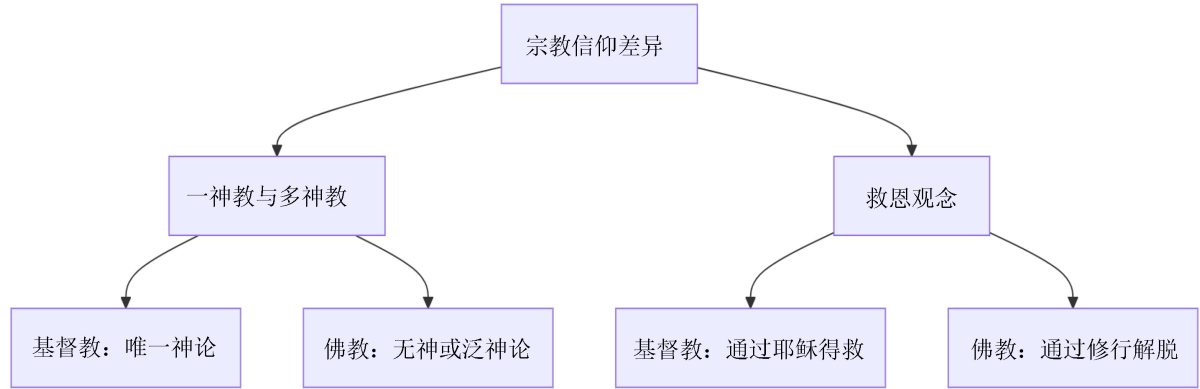 宗教信仰差异
一神教与多神教
救恩观念
基督教：唯一神论
佛教：无神或泛神论
基督教：通过耶稣得救
佛教：通过修行解脱